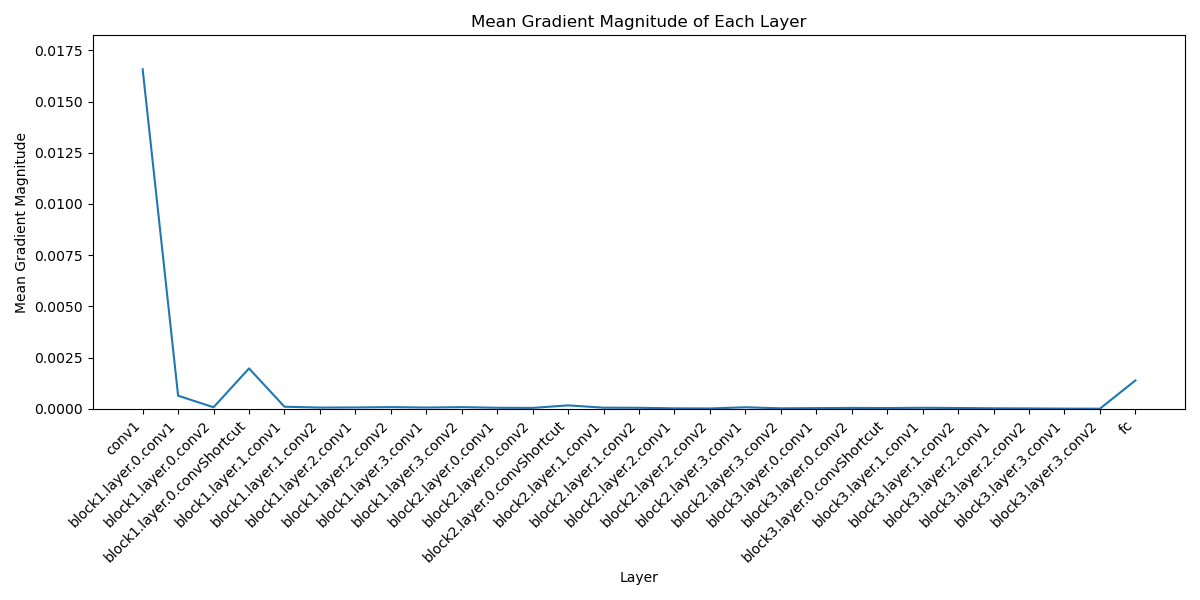 Mean Gradient Magnitude of Each Layer
Mean Gradient Magnitude
0.0175
0.0150
0.0125
0.0100
0.0075
0.0050
0.0025
0.0000
conv1
block1.layer.0.conv1
block1.layer.0.conv2
block1.layer.0.convShortcut
block1.layer.1.conv1
block1.layer.1.conv2
block1.layer.2.conv1
block1.layer.2.conv2
block1.layer.3.conv1
block1.layer.3.conv2
block2.layer.0.conv1
block2.layer.0.conv2
block2.layer.0.convShortcut
block2.layer.1.conv1
block2.layer.1.conv2
block2.layer.2.conv1
block2.layer.2.conv2
block2.layer.3.conv1
block2.layer.3.conv2
block3.layer.0.conv1
block3.layer.0.conv2
block3.layer.0.convShortcut
block3.layer.1.conv1
block3.layer.1.conv2
block3.layer.2.conv1
block3.layer.2.conv2
block3.layer.3.conv1
block3.layer.3.conv2
fc
Layer